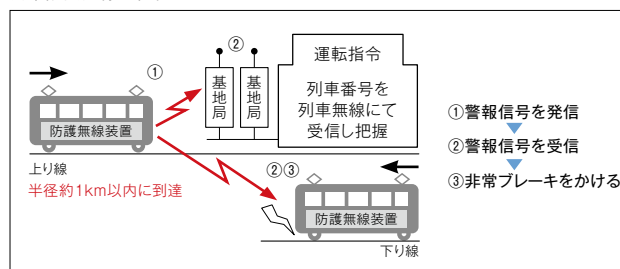 ①
②
基地局
基地局
運転指令
列車番号を
列車無線にて
受信し把握
防護無線装置
上り線
半径約1km以内に到達
②③
防護無線装置
下り線
①警報信号を発信
②警報信号を受信
③非常ブレーキをかける